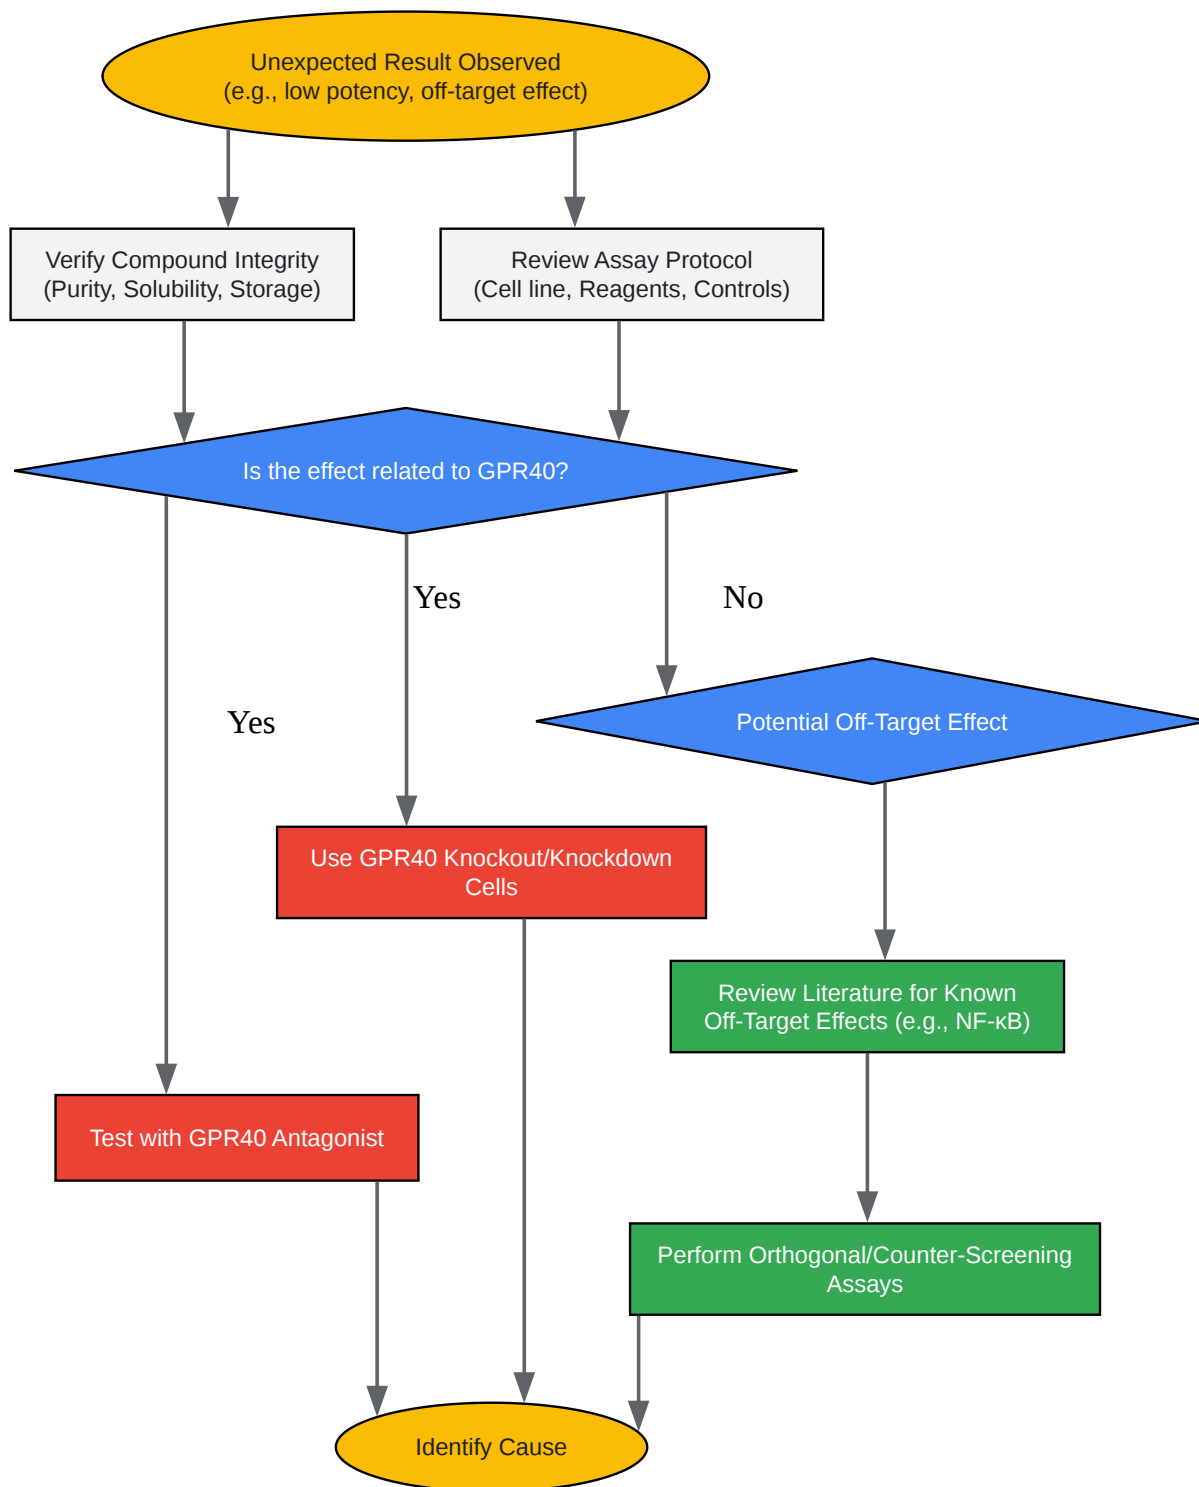 Unexpected Result Observed
(e.g., low potency, off-target effect)
Verify Compound Integrity
(Purity, Solubility, Storage)
Review Assay Protocol
(Cell line, Reagents, Controls)
Is the effect related to GPR40?
Yes
No
Yes
Potential Off-Target Effect
Use GPR40 Knockout/Knockdown
Cells
Review Literature for Known
Off-Target Effects (e.g., NF-κB)
Test with GPR40 Antagonist
Perform Orthogonal/Counter-Screening
Assays
Identify Cause